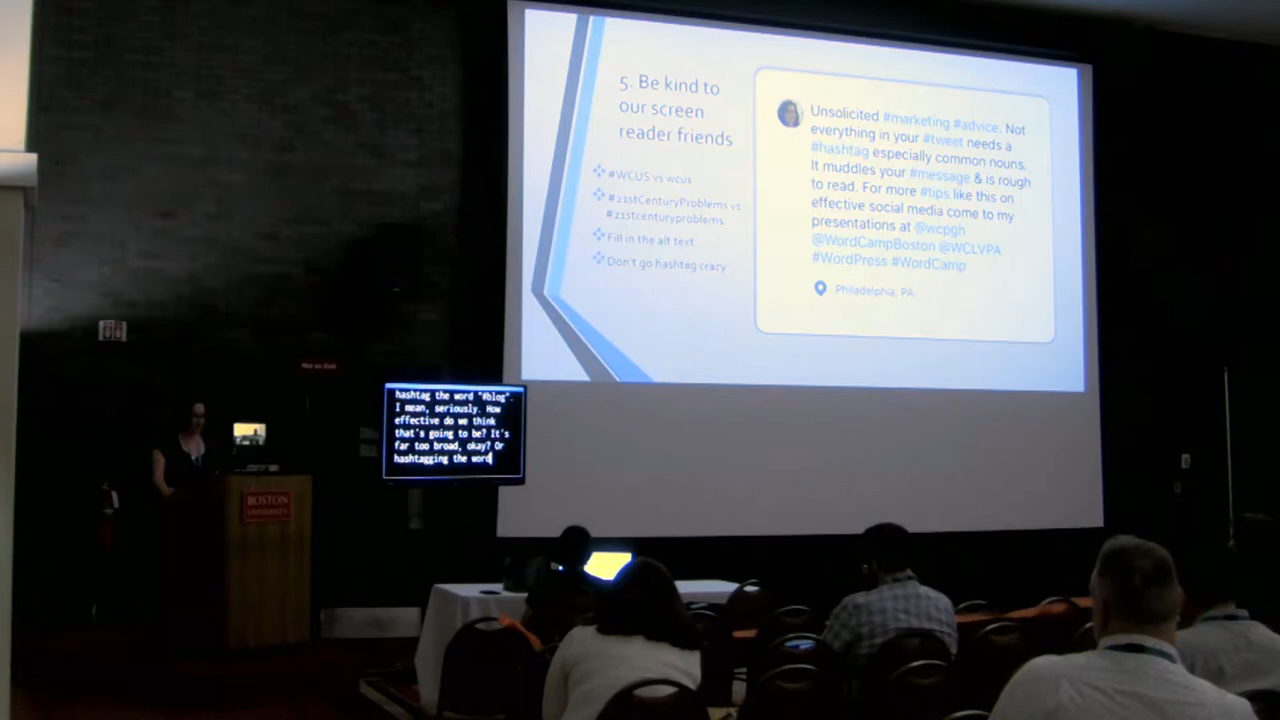 5. Be kind to
our screen
reader friends
#WCUS vs wcus
#21stCenturyProblems vs
#21stcenturyproblems
Fill in the alt text
Don't go hashtag crazy
Unsolicited #marketing #advice. Not
everything in your #tweet needs a
#hashtag especially common nouns.
It muddles your #message & is rough
to read. For more #tips like this on
effective social media come to my
presentations at @wcpgh
@WordCampBoston @WCLVPA
#WordPress #WordCamp
Philadelphia, PA
hashtag the word "#blog".
I mean, seriously. How
effective do we think
that's going to be? It's
far too broad, okay? Or
hashtagging the word
BOSTON
UNIVERSITY
Not an Exit